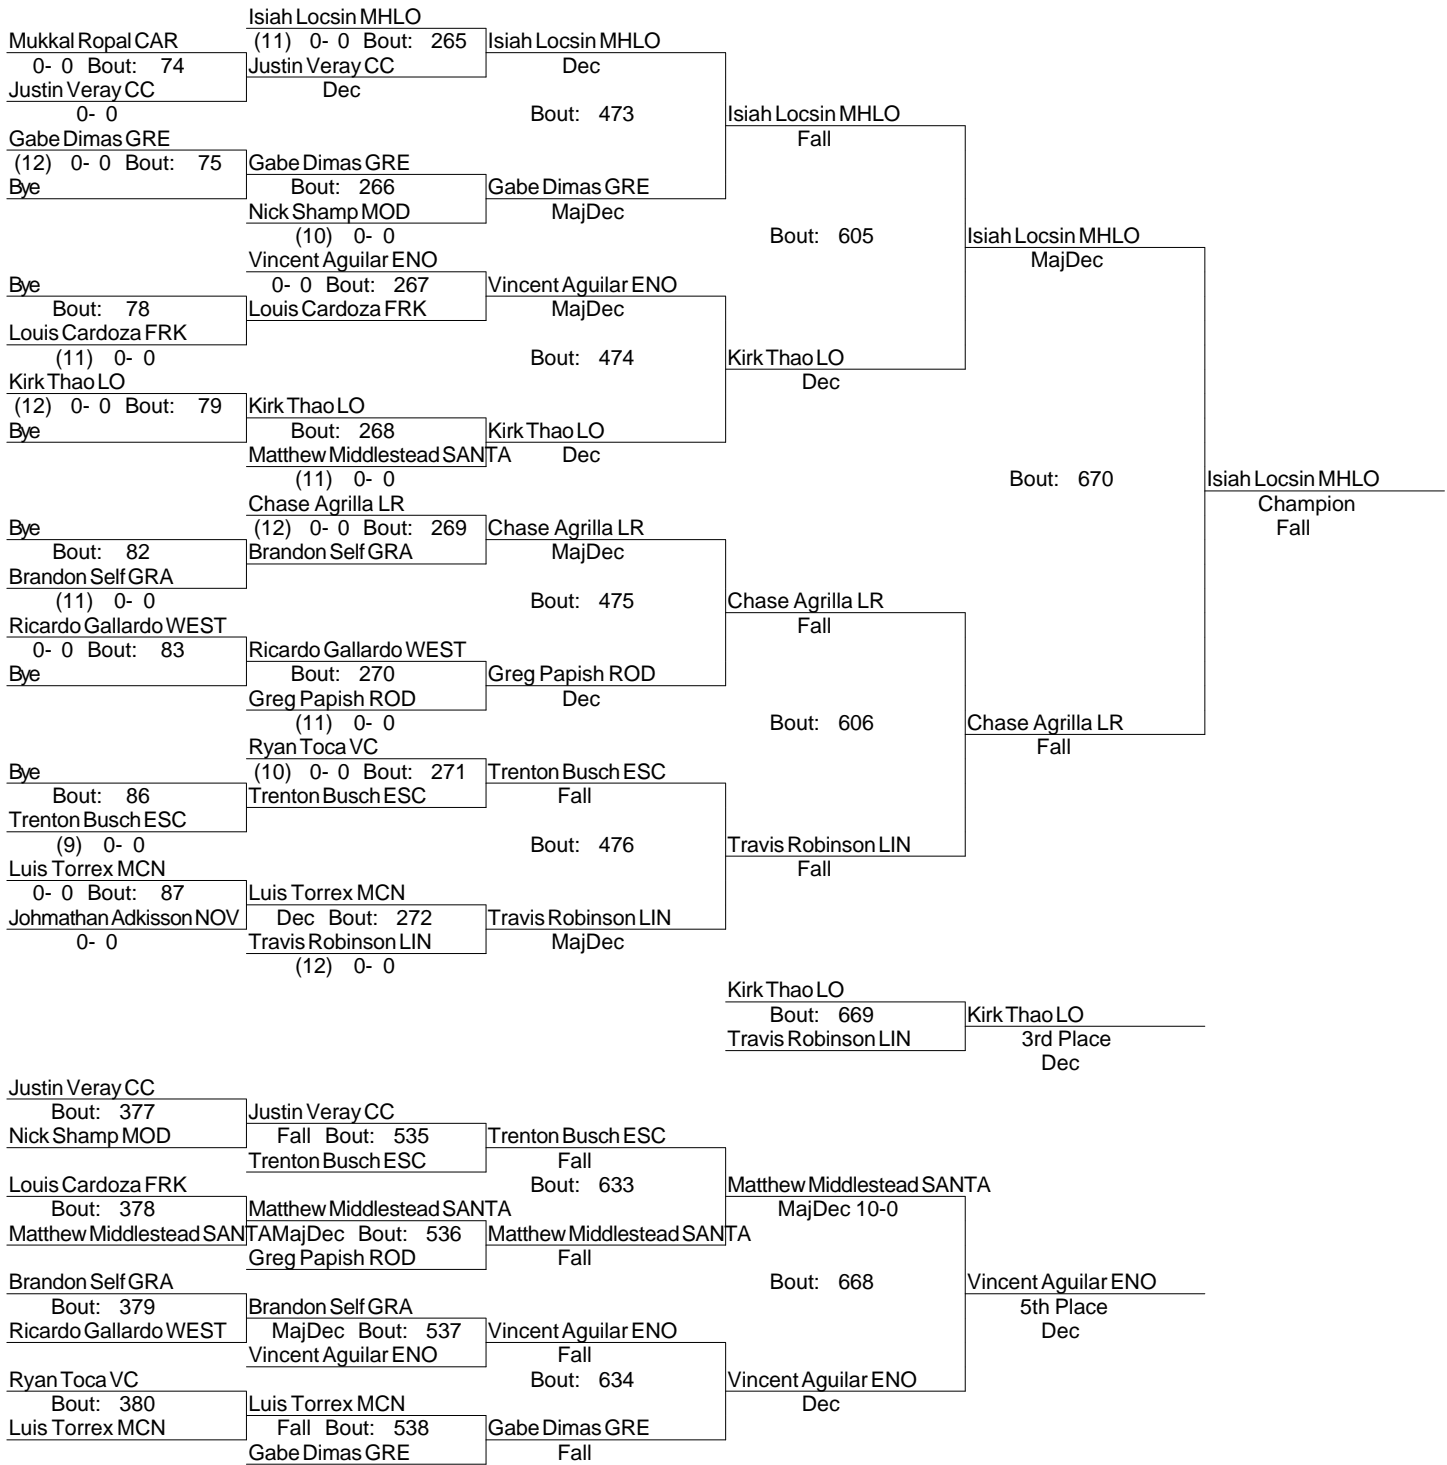 Isiah Locsin MHLO
Mukkal Ropal CAR (11) 0- 0 Bout: 265 Isiah Locsin MHLO
0- 0 Bout: 74 Justin Veray CC Dec
Justin Veray CC Dec
0- 0 Bout: 473 Isiah Locsin MHLO
Gabe Dimas GRE Fall
(12) 0- 0 Bout: 75 Gabe Dimas GRE
Bye Bout: 266 Gabe Dimas GRE
Nick Shamp MOD MajDec
(10) 0- 0 Bout: 605 Isiah Locsin MHLO
Vincent Aguilar ENO MajDec
Bye 0- 0 Bout: 267 Vincent Aguilar ENO
Bout: 78 Louis Cardoza FRK MajDec
Louis Cardoza FRK
(11) 0- 0 Bout: 474 Kirk Thao LO
Kirk Thao LO Dec
(12) 0- 0 Bout: 79 Kirk Thao LO
Bye Bout: 268 Kirk Thao LO
Matthew Middlestead SANTA Dec
(11) 0- 0 Bout: 670 Isiah Locsin MHLO
Chase Agrilla LR Champion
Bye (12) 0- 0 Bout: 269 Chase Agrilla LR Fall
Bout: 82 Brandon Self GRA MajDec
Brandon Self GRA
(11) 0- 0 Bout: 475 Chase Agrilla LR
Ricardo Gallardo WEST Fall
0- 0 Bout: 83 Ricardo Gallardo WEST
Bye Bout: 270 Greg Papish ROD
Greg Papish ROD Dec
(11) 0- 0 Bout: 606 Chase Agrilla LR
Ryan Toca VC Fall
Bye (10) 0- 0 Bout: 271 Trenton Busch ESC
Bout: 86 Trenton Busch ESC Fall
Trenton Busch ESC
(9) 0- 0 Bout: 476 Travis Robinson LIN
Luis Torrex MCN Fall
0- 0 Bout: 87 Luis Torrex MCN
Johmathan Adkisson NOV Dec Bout: 272 Travis Robinson LIN
0- 0 Travis Robinson LIN MajDec
(12) 0- 0
Kirk Thao LO
Bout: 669 Kirk Thao LO
Travis Robinson LIN 3rd Place
Dec
Justin Veray CC
Bout: 377 Justin Veray CC
Nick Shamp MOD Fall Bout: 535 Trenton Busch ESC
Trenton Busch ESC Fall
Louis Cardoza FRK Bout: 633 Matthew Middlestead SANTA
Bout: 378 Matthew Middlestead SANTA MajDec 10-0
Matthew Middlestead SANTA MajDec Bout: 536 Matthew Middlestead SANTA
Greg Papish ROD Fall
Brandon Self GRA Bout: 668 Vincent Aguilar ENO
Bout: 379 Brandon Self GRA 5th Place
Ricardo Gallardo WEST MajDec Bout: 537 Vincent Aguilar ENO Dec
Vincent Aguilar ENO Fall
Ryan Toca VC Bout: 634 Vincent Aguilar ENO
Bout: 380 Luis Torrex MCN Dec
Luis Torrex MCN Fall Bout: 538 Gabe Dimas GRE
Gabe Dimas GRE Fall